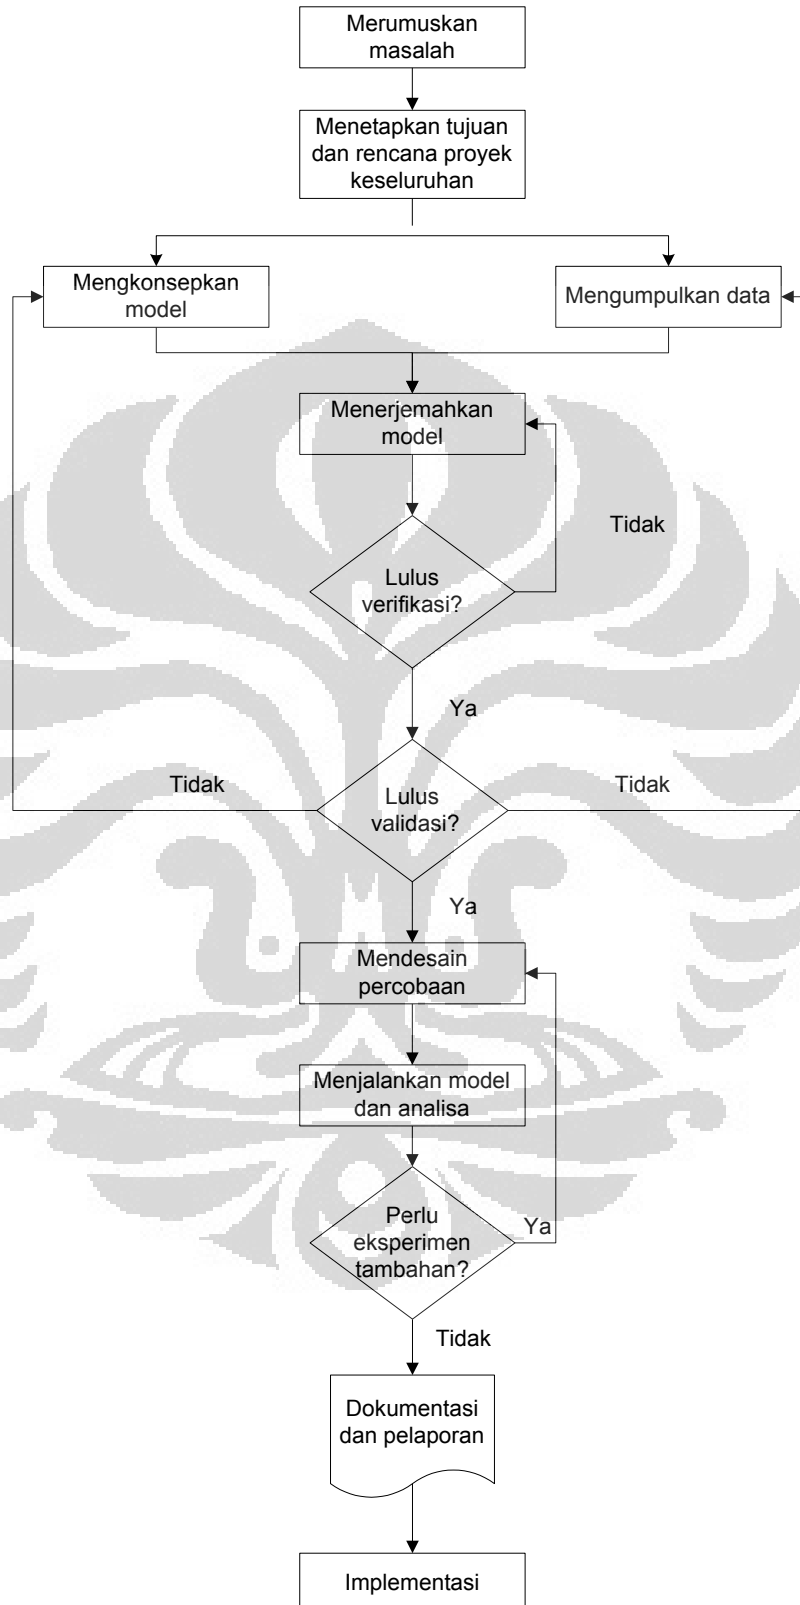 Merumuskan
masalah
Menetapkan tujuan
dan rencana proyek
keseluruhan
Mengkonsepkan
model
Mengumpulkan data
Menerjemahkan
model
Tidak
Lulus
verifikasi?
Ya
Tidak
Lulus
validasi?
Tidak
Ya
Mendesain
percobaan
Menjalankan model
dan analisa
Perlu
eksperimen
tambahan?
Ya
Tidak
Dokumentasi
dan pelaporan
Implementasi